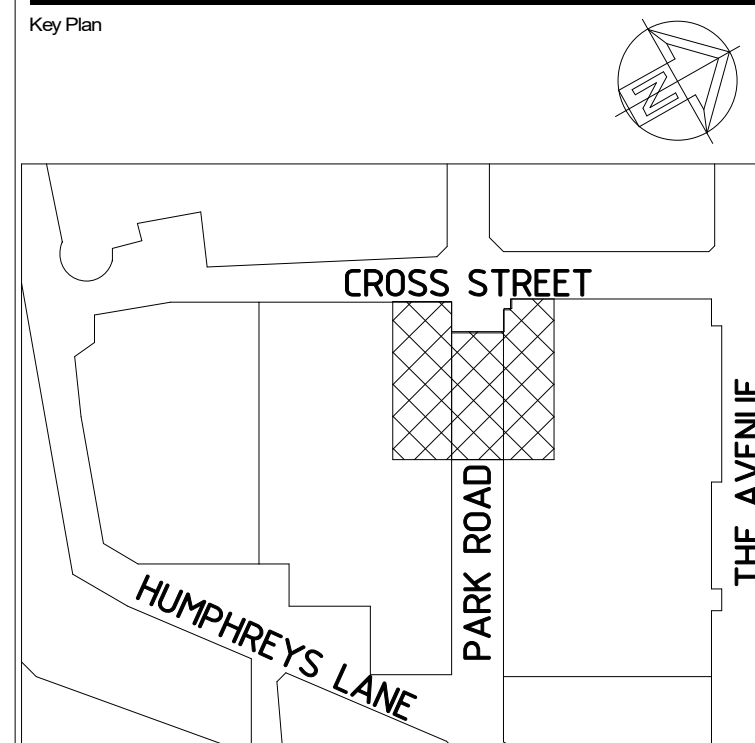 Key Plan
N
CROSS STREET
THE AVENUE
PARK ROAD
HUMPHREYS LANE